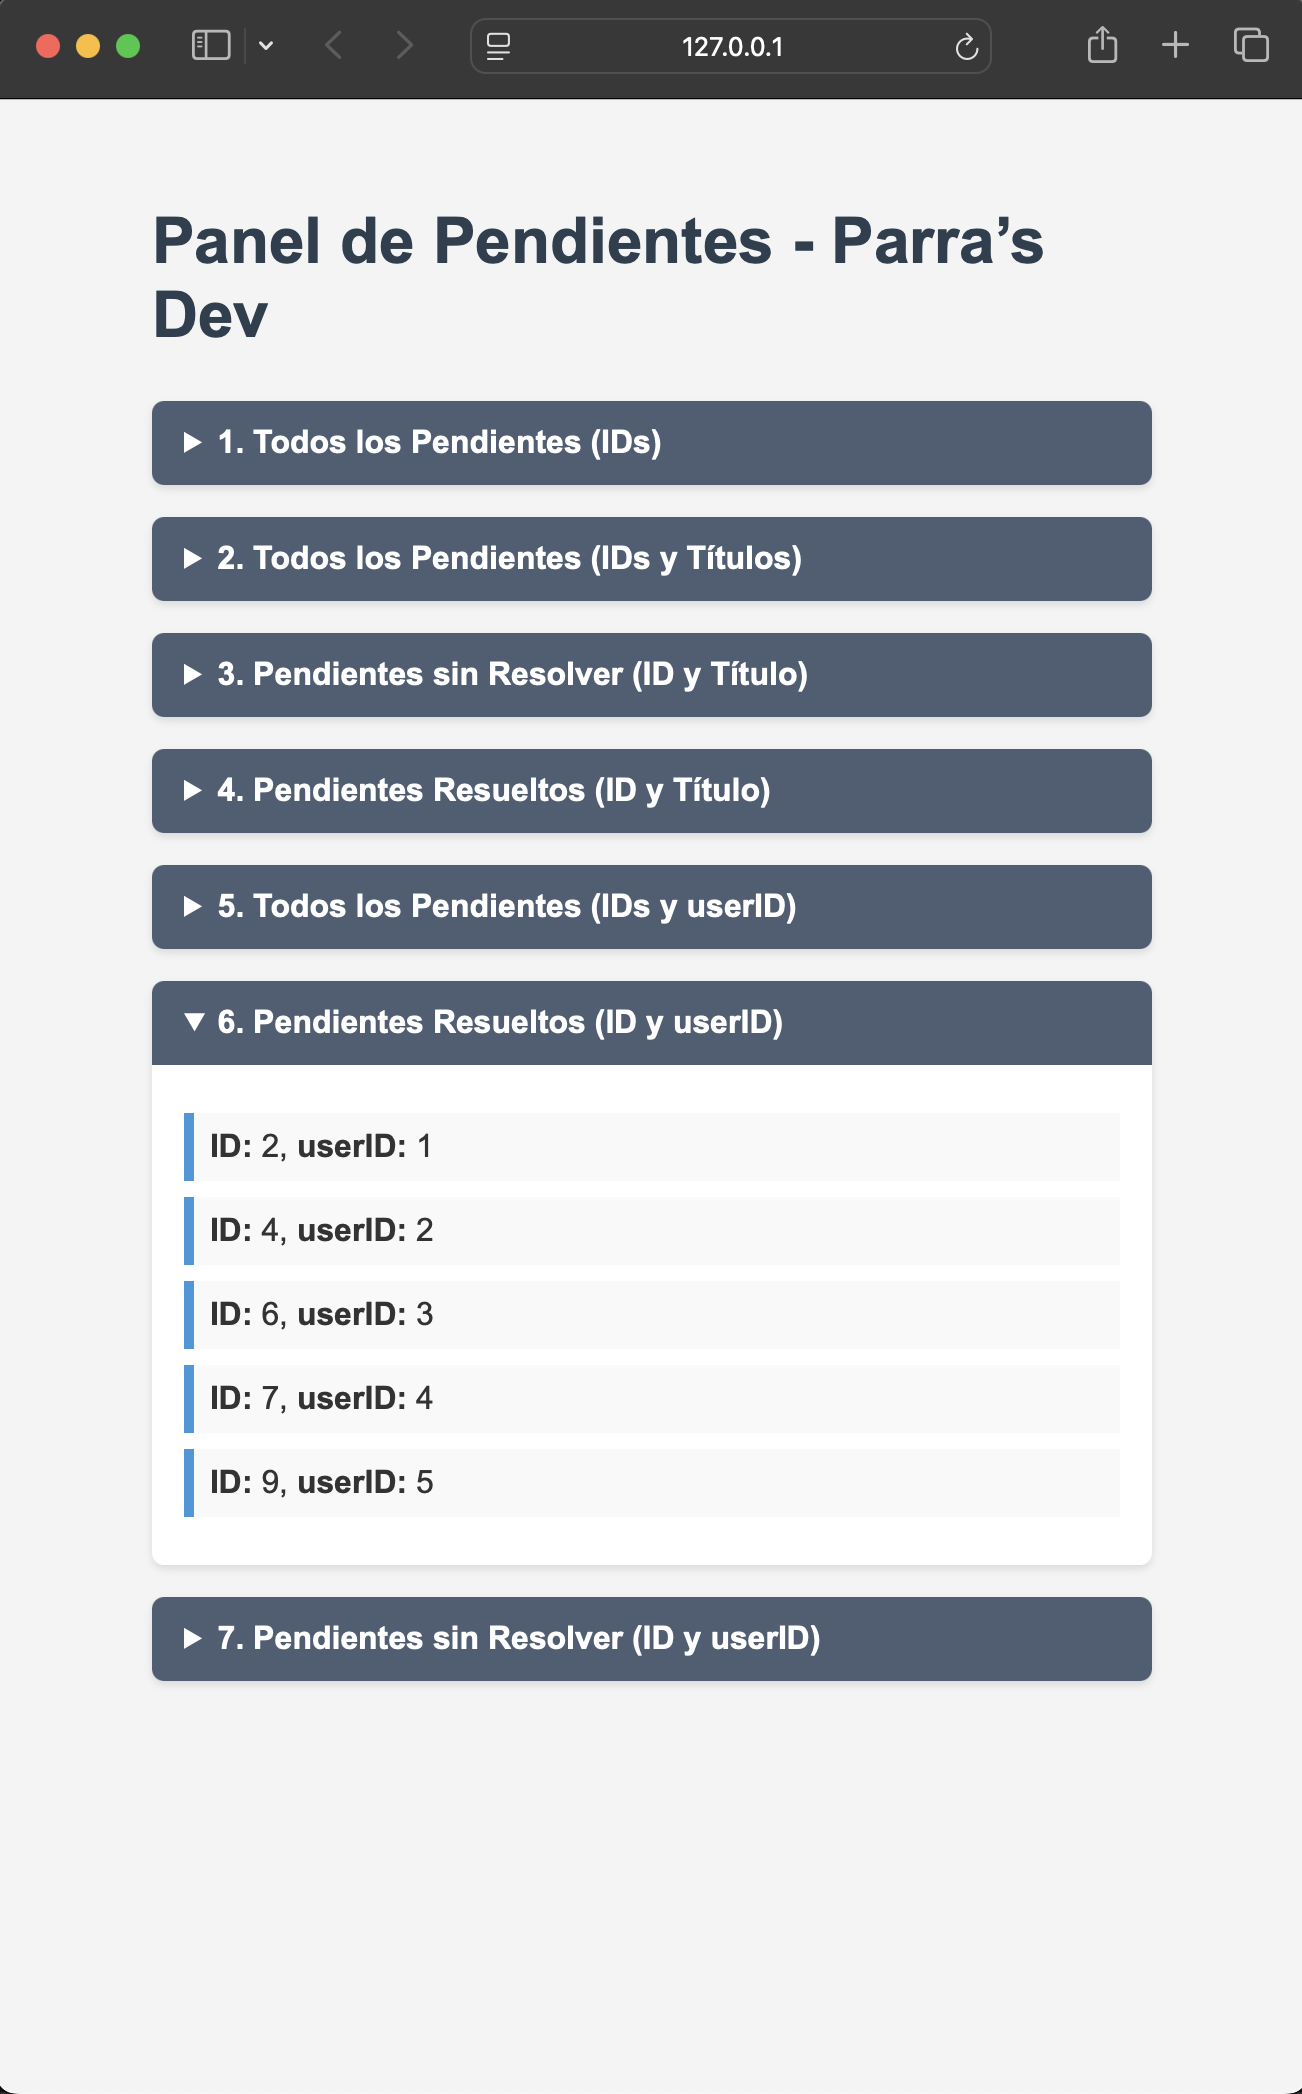 127.0.0.1
Panel de Pendientes - Parra’s
Dev
1. Todos los Pendientes (IDs)
2. Todos los Pendientes (IDs y Títulos)
3. Pendientes sin Resolver (ID y Título)
4. Pendientes Resueltos (ID y Título)
5. Todos los Pendientes (IDs y userID)
6. Pendientes Resueltos (ID y userID)
ID: 2, userID: 1
ID: 4, userID: 2
ID: 6, userID: 3
ID: 7, userID: 4
ID: 9, userID: 5
7. Pendientes sin Resolver (ID y userID)